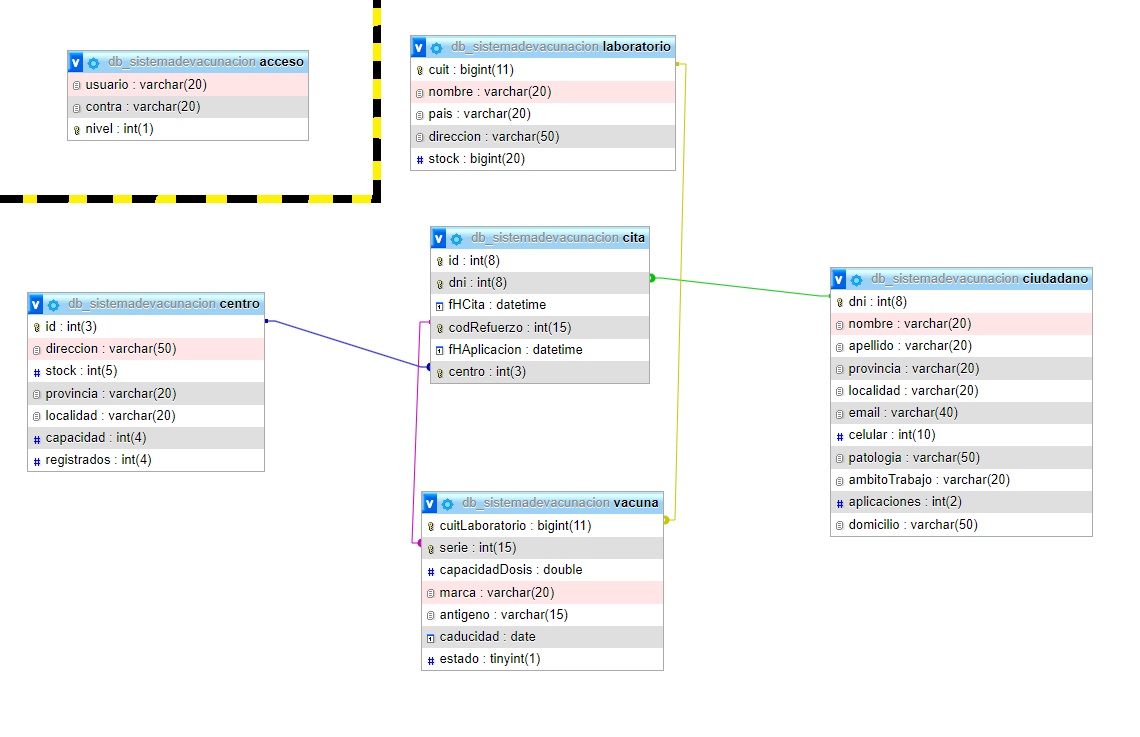 db_sistemadevacunacion acceso
usuario : varchar(20)
contra : varchar(20)
nivel : int(1)
db_sistemadevacunacion laboratorio
cuit : bigint(11)
nombre : varchar(20)
pais : varchar(20)
direccion : varchar(50)
stock : bigint(20)
db_sistemadevacunacion cita
id : int(8)
dni : int(8)
fHCita : datetime
codRefuerzo : int(15)
fHAplicacion : datetime
centro : int(3)
db_sistemadevacunacion ciudadano
dni : int(8)
nombre : varchar(20)
apellido : varchar(20)
provincia : varchar(20)
localidad : varchar(20)
email : varchar(40)
celular : int(10)
patologia : varchar(50)
ambitoTrabajo : varchar(20)
aplicaciones : int(2)
domicilio : varchar(50)
db_sistemadevacunacion centro
id : int(3)
direccion : varchar(50)
stock : int(5)
provincia : varchar(20)
localidad : varchar(20)
capacidad : int(4)
registrados : int(4)
db_sistemadevacunacion vacuna
cuitLaboratorio : bigint(11)
serie : int(15)
capacidadDosis : double
marca : varchar(20)
antigeno : varchar(15)
caducidad : date
estado : tinyint(1)